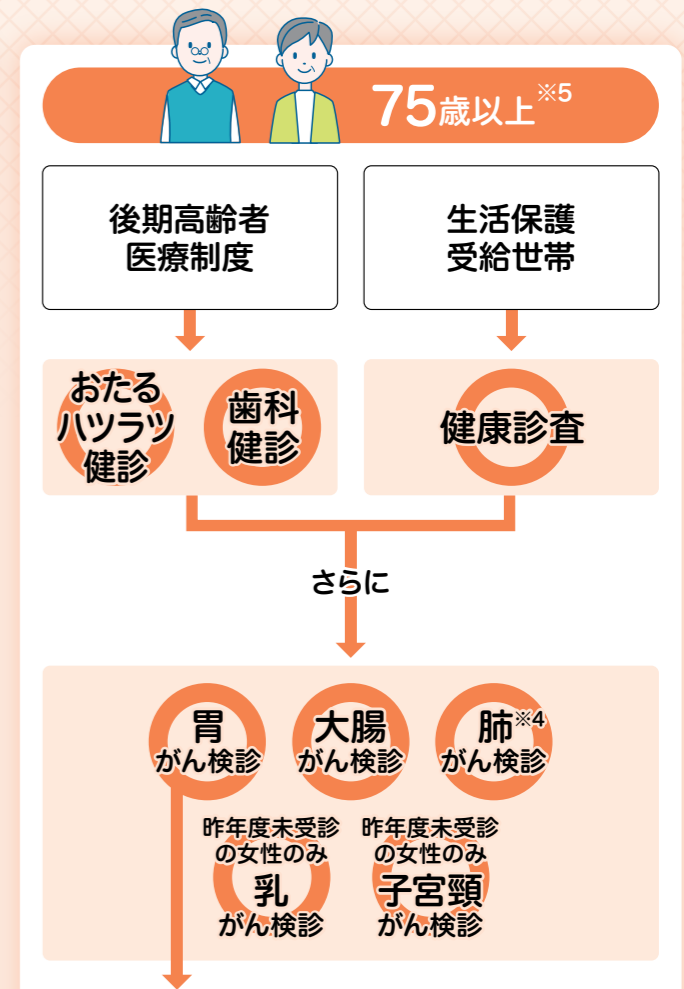 75歳以上※5
後期高齢者
医療制度
生活保護
受給世帯
おたる
ハツラツ
健診
歯科
健診
健康診査
さらに
胃
がん検診
大腸
がん検診
肺※4
がん検診
昨年度未受診
の女性のみ
乳
がん検診
昨年度未受診
の女性のみ
子宮頸
がん検診